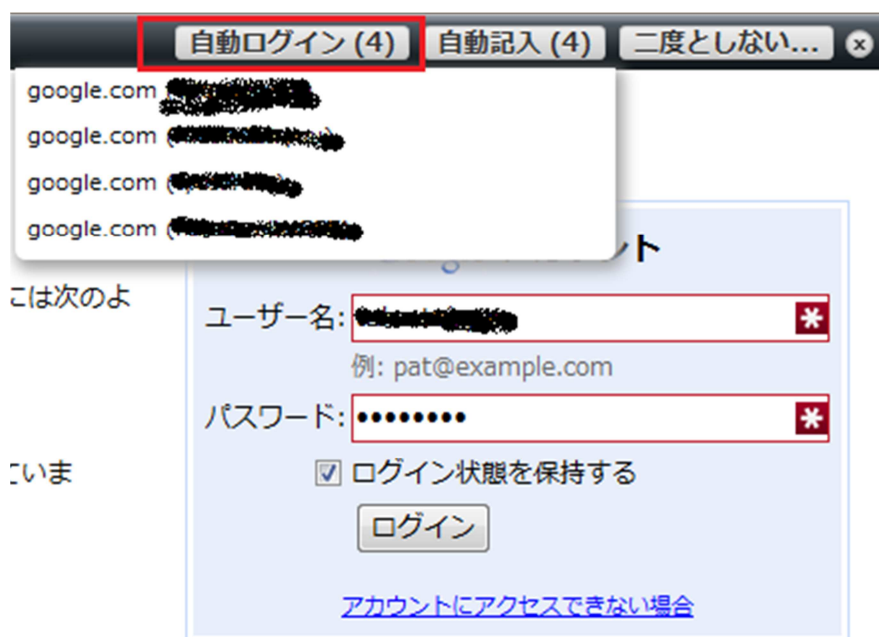 自動ログイン (4) 自動記入 (4) 二度としない...
google.com
google.com (
google.com (
google.com (
ント
には次のよ
ユーザー名:
例: pat@example.com
パスワード: ••••••••
ていま
ログイン状態を保持する
ログイン
アカウントにアクセスできない場合